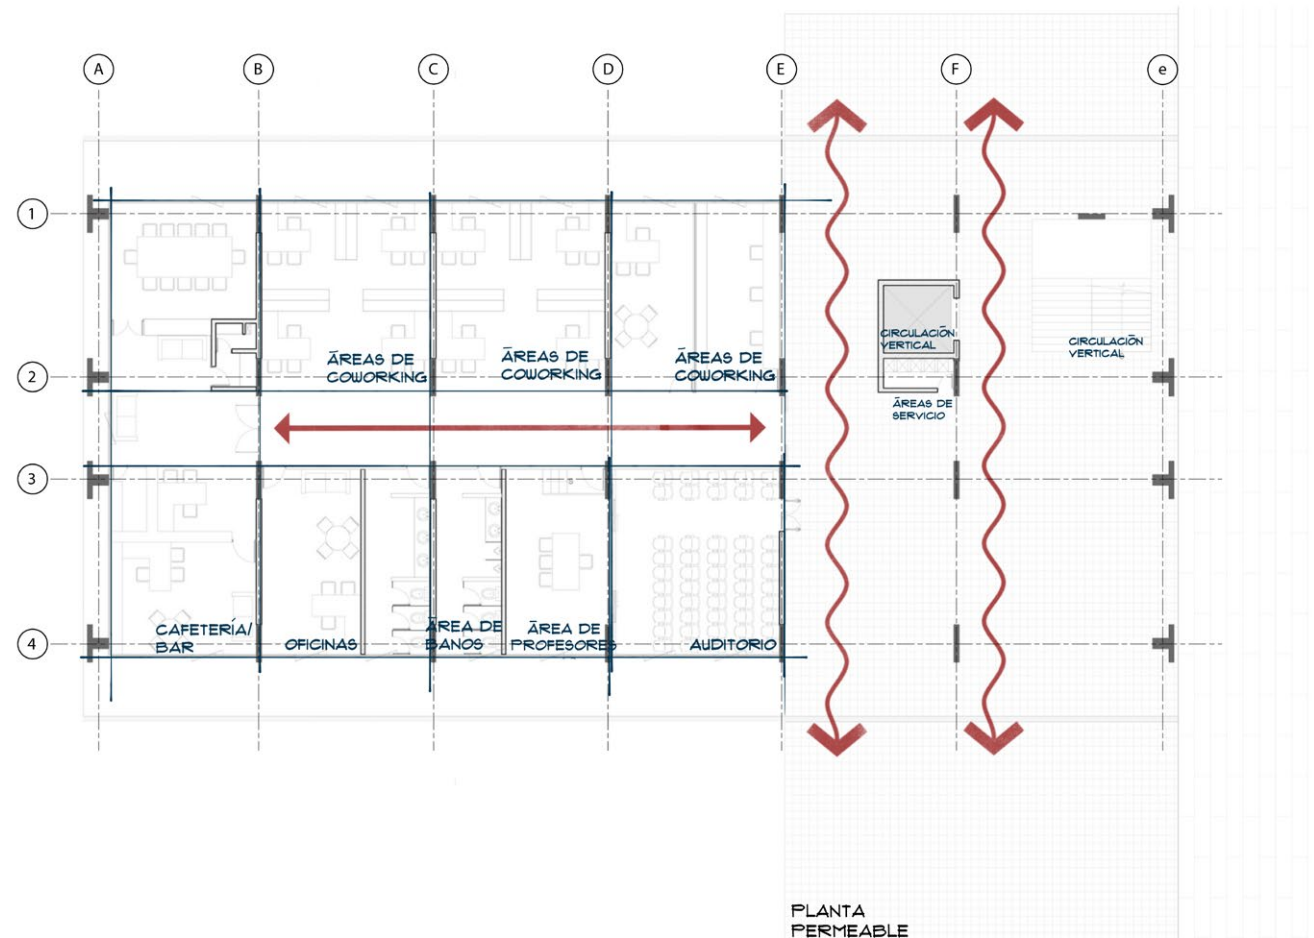 A
B
C
D
E
F
e
1
2
3
4
ÁREAS DE
COWORKING
ÁREAS DE
COWORKING
ÁREAS DE
COWORKING
CIRCULACIÓN
VERTICAL
CIRCULACIÓN
VERTICAL
ÁREAS DE
SERVICIO
CAFETERÍA/
BAR
OFICINAS
ÁREA DE
BANOS
ÁREA DE
PROFESORES
AUDITORIO
PLANTA
PERMEABLE